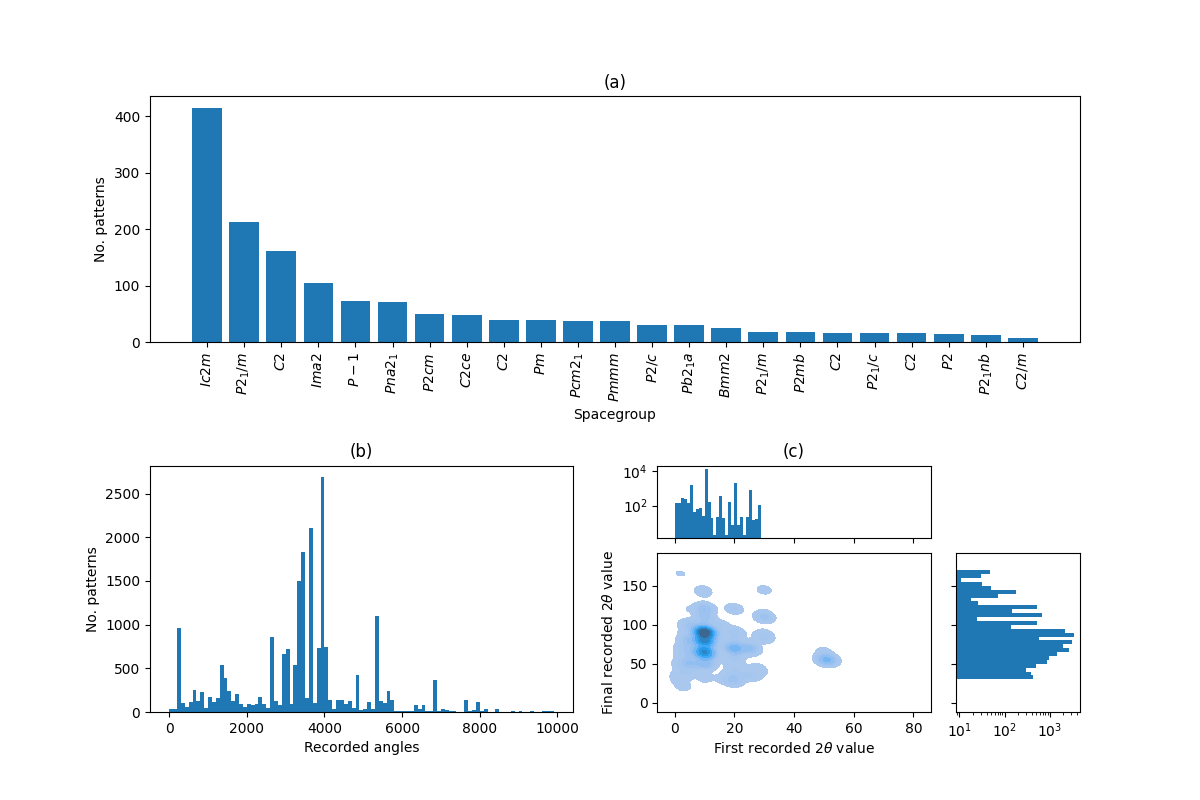 (a)
No. patterns
400
300
200
100
0
Ic2m
P2₁/m
C2
Ima2
P − 1
Pna2₁
P2cm
C2ce
C2
Pm
Pcm2₁
Pmmm
P2/c
Pb2₁a
Bmm2
P2₁/m
P2mb
C2
P2₁/c
C2
P2
P2₁nb
C2/m
Spacegroup
(b)
No. patterns
2500
2000
1500
1000
500
0
0 2000 4000 6000 8000 10000
Recorded angles
(c)
10⁴
10²
Final recorded 2θ value
150
100
50
0
0 20 40 60 80
First recorded 2θ value
10¹ 10² 10³